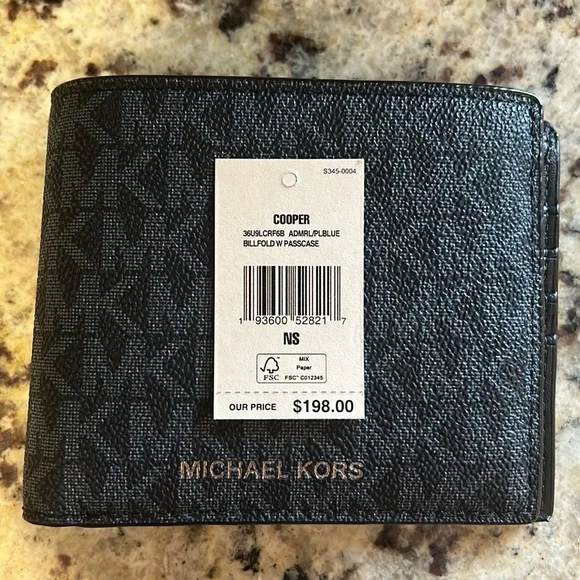 S345-0004
COOPER
36U9LCRF6B ADMRL/PLBLUE
BILLFOLD W PASSCASE
1 93600 52821 7
NS
FSC
MIX
Paper
FSC® C012345
OUR PRICE $198.00
MICHAEL KORS